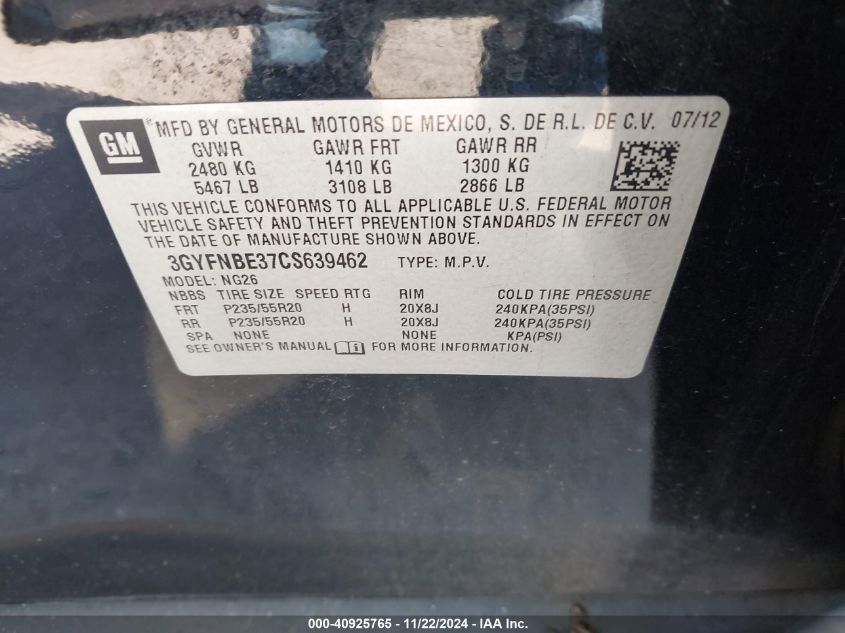 GM
*MFD BY GENERAL MOTORS DE MEXICO, S. DE R.L. DE C.V. 07/12
GVWR GAWR FRT GAWR RR
2480 KG 1410 KG 1300 KG
5467 LB 3108 LB 2866 LB
THIS VEHICLE CONFORMS TO ALL APPLICABLE U.S. FEDERAL MOTOR
VEHICLE SAFETY AND THEFT PREVENTION STANDARDS IN EFFECT ON
THE DATE OF MANUFACTURE SHOWN ABOVE.
3GYFNBE37CS639462 TYPE: M.P.V.
MODEL: NG26
NBBS TIRE SIZE SPEED RTG RIM COLD TIRE PRESSURE
FRT P235/55R20 H 20X8J 240KPA(35PSI)
RR P235/55R20 H 20X8J 240KPA(35PSI)
SPA NONE NONE KPA(PSI)
SEE OWNER'S MANUAL FOR MORE INFORMATION.
000-40925765 - 11/22/2024 - IAA Inc.